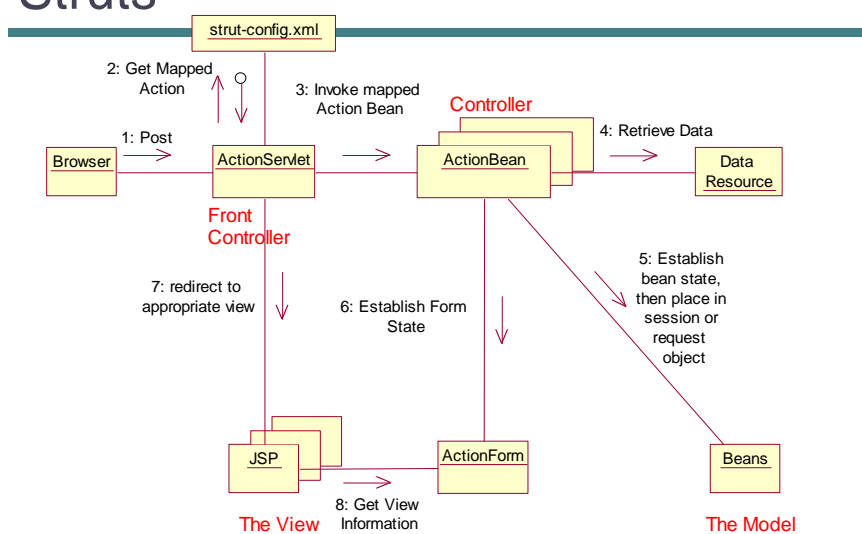 Struts
strut-config.xml
2: Get Mapped
Action
3: Invoke mapped
Action Bean
Controller
4: Retrieve Data
1: Post
Browser
ActionServlet
ActionBean
Data
Resource
Front
Controller
5: Establish
bean state,
then place in
session or
request
object
7: redirect to
appropriate view
6: Establish Form
State
JSP
ActionForm
Beans
8: Get View
Information
The View
The Model